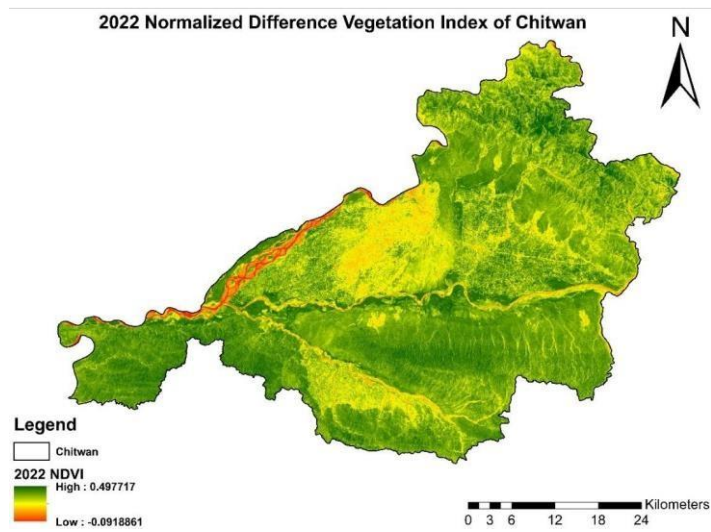 2022 Normalized Difference Vegetation Index of Chitwan
N
Legend
Chitwan
2022 NDVI
High : 0.497717
Low : -0.0918861
Kilometers
0 3 6 12 18 24